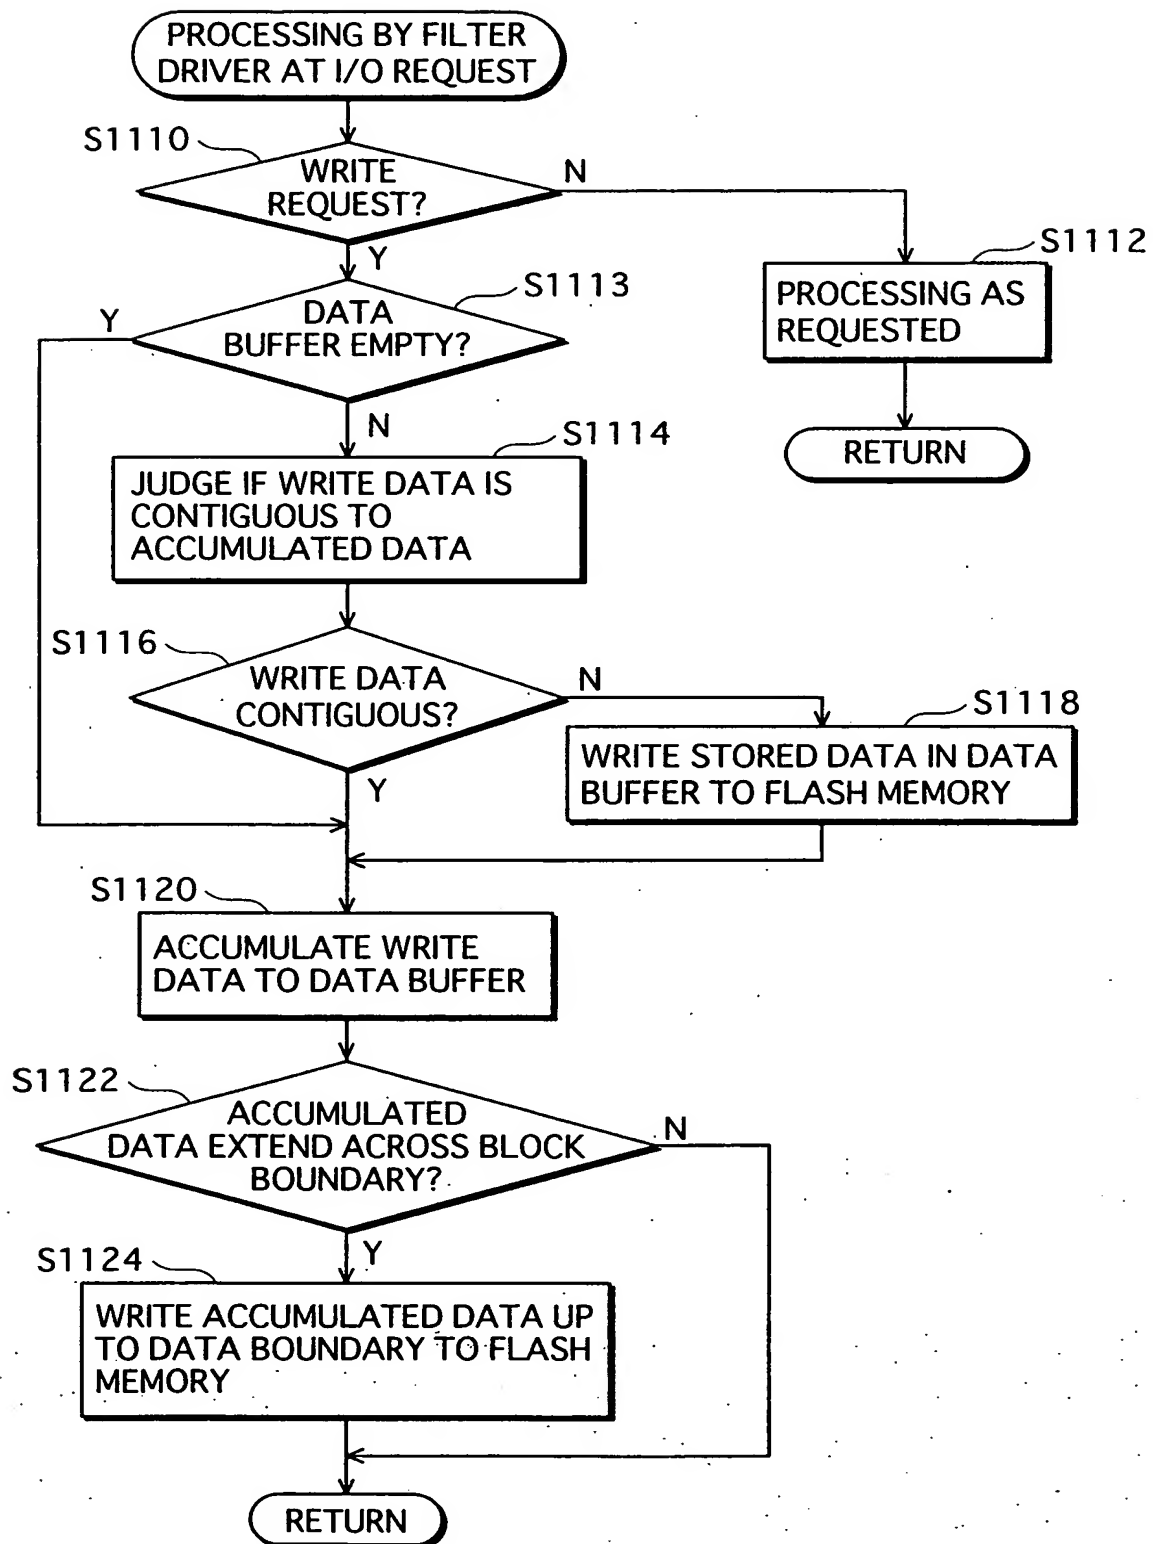 PROCESSING BY FILTER
DRIVER AT I/O REQUEST
S1110
WRITE
REQUEST?
N
Y
S1112
PROCESSING AS
REQUESTED
RETURN
S1113
DATA
BUFFER EMPTY?
Y
N
S1114
JUDGE IF WRITE DATA IS
CONTIGUOUS TO
ACCUMULATED DATA
S1116
WRITE DATA
CONTIGUOUS?
N
Y
S1118
WRITE STORED DATA IN DATA
BUFFER TO FLASH MEMORY
S1120
ACCUMULATE WRITE
DATA TO DATA BUFFER
S1122
ACCUMULATED
DATA EXTEND ACROSS BLOCK
BOUNDARY?
N
Y
S1124
WRITE ACCUMULATED DATA UP
TO DATA BOUNDARY TO FLASH
MEMORY
RETURN